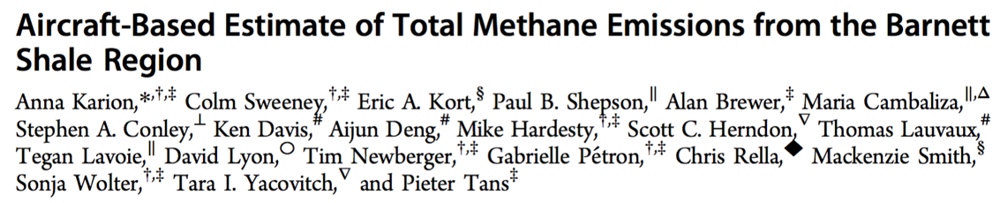 Aircraft-Based Estimate of Total Methane Emissions from the Barnett
Shale Region
Anna Karion,*,†,‡ Colm Sweeney,†,‡ Eric A. Kort,§ Paul B. Shepson,∥ Alan Brewer,‡ Maria Cambaliza,∥,Δ
Stephen A. Conley,⊥ Ken Davis,# Aijun Deng,# Mike Hardesty,†,‡ Scott C. Herndon,∇ Thomas Lauvaux,#
Tegan Lavoie,∥ David Lyon,○ Tim Newberger,†,‡ Gabrielle Pétron,†,‡ Chris Rella,◆ Mackenzie Smith,§
Sonja Wolter,†,‡ Tara I. Yacovitch,∇ and Pieter Tans‡